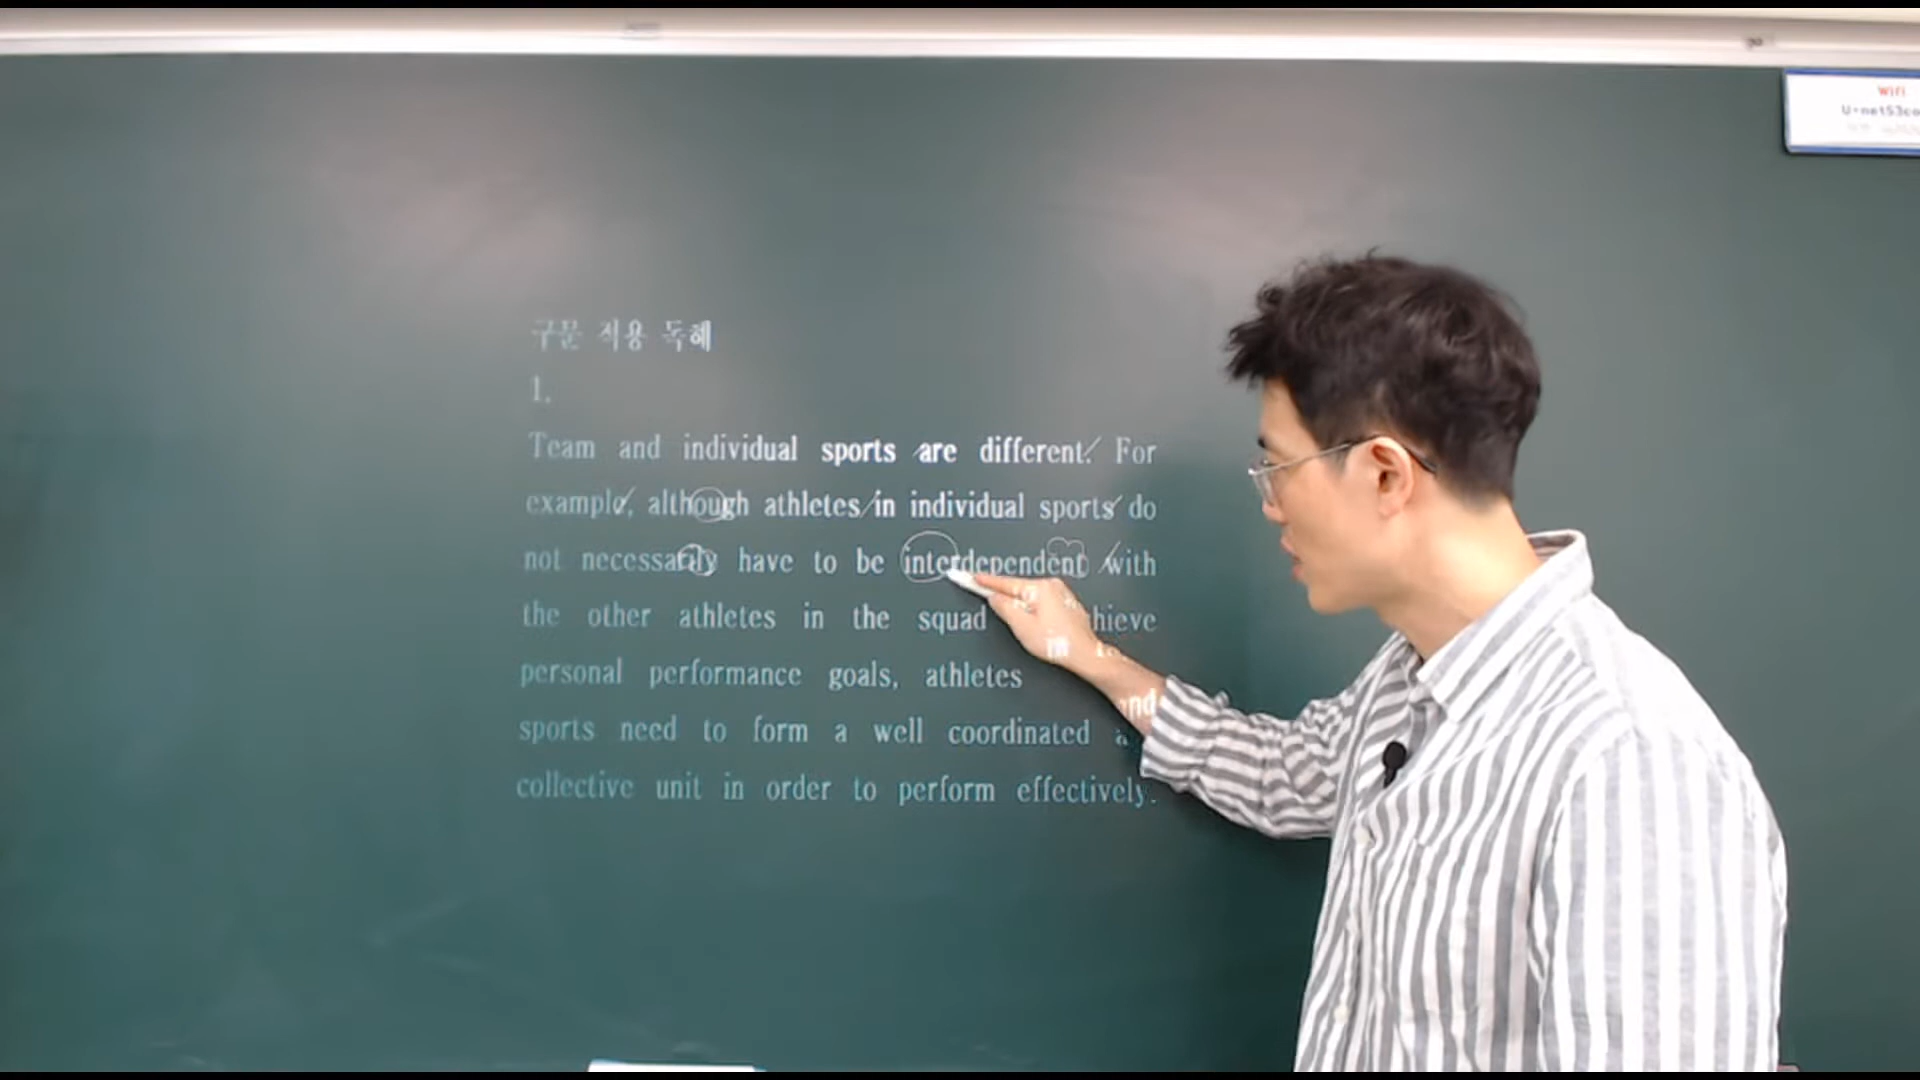 Wifi
구문 적용 독해
1.
Team and individual sports are different. For
example, although athletes in individual sports do
not necessarily have to be interdependent with
the other athletes in the squad
personal performance goals, athletes
sports need to form a well coordinated
collective unit in order to perform effectively.